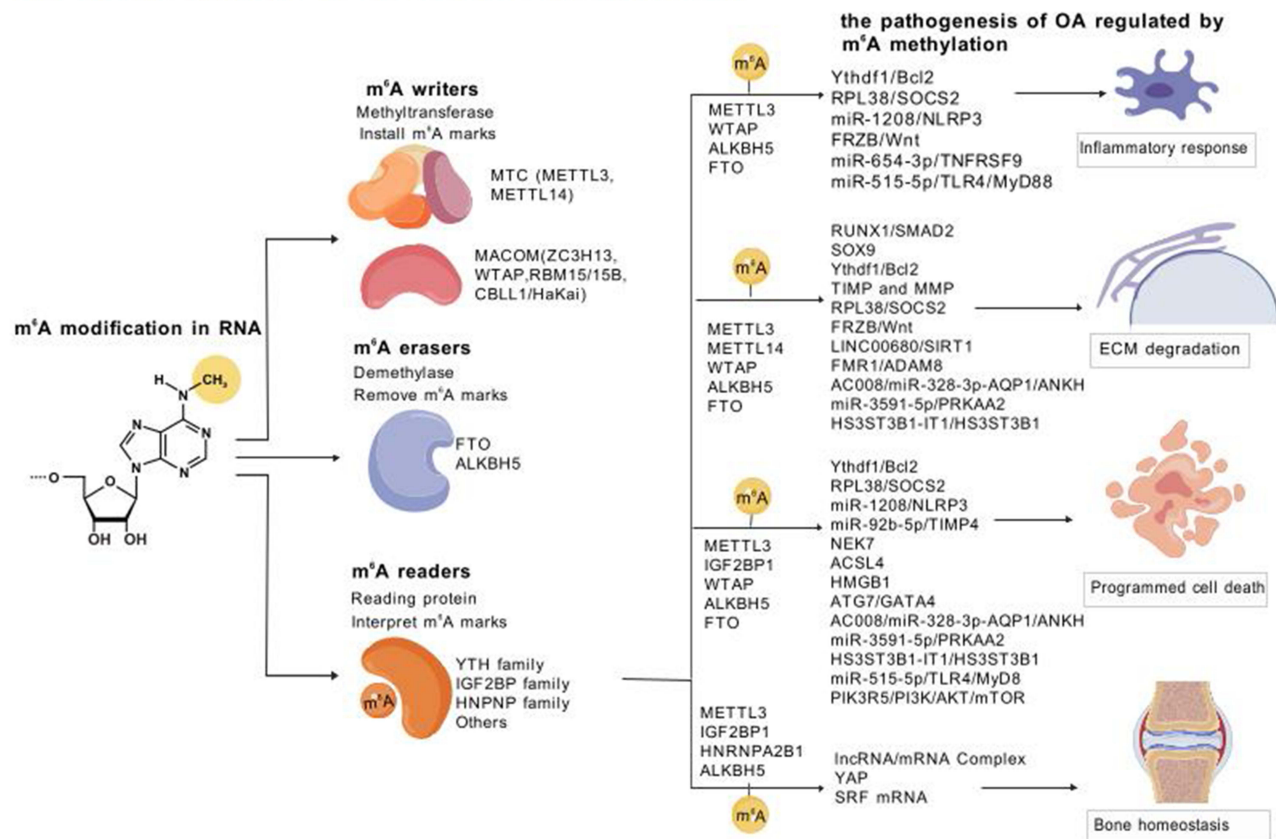 m⁶A modification in RNA
H
N
CH₃
N
N
N
N
O
O
OH
OH
m⁶A writers
Methyltransferase
Install m⁶A marks
MTC (METTL3,
METTL14)
MACOM(ZC3H13,
WTAP,RBM15/15B,
CBLL1/HaKai)
m⁶A erasers
Demethylase
Remove m⁶A marks
FTO
ALKBH5
m⁶A readers
Reading protein
Interpret m⁶A marks
m⁶A
YTH family
IGF2BP family
HNPNP family
Others
the pathogenesis of OA regulated by
m⁶A methylation
m⁶A
METTL3
WTAP
ALKBH5
FTO
Ythdf1/Bcl2
RPL38/SOCS2
miR-1208/NLRP3
FRZB/Wnt
miR-654-3p/TNFRSF9
miR-515-5p/TLR4/MyD88
Inflammatory response
m⁶A
METTL3
METTL14
WTAP
ALKBH5
FTO
RUNX1/SMAD2
SOX9
Ythdf1/Bcl2
TIMP and MMP
RPL38/SOCS2
FRZB/Wnt
LINC00680/SIRT1
FMR1/ADAM8
AC008/miR-328-3p-AQP1/ANKH
miR-3591-5p/PRKAA2
HS3ST3B1-IT1/HS3ST3B1
ECM degradation
m⁶A
METTL3
IGF2BP1
WTAP
ALKBH5
FTO
Ythdf1/Bcl2
RPL38/SOCS2
miR-1208/NLRP3
miR-92b-5p/TIMP4
NEK7
ACSL4
HMGB1
ATG7/GATA4
AC008/miR-328-3p-AQP1/ANKH
miR-3591-5p/PRKAA2
HS3ST3B1-IT1/HS3ST3B1
miR-515-5p/TLR4/MyD8
PIK3R5/PI3K/AKT/mTOR
Programmed cell death
METTL3
IGF2BP1
HNRNPA2B1
ALKBH5
m⁶A
lncRNA/mRNA Complex
YAP
SRF mRNA
Bone homeostasis